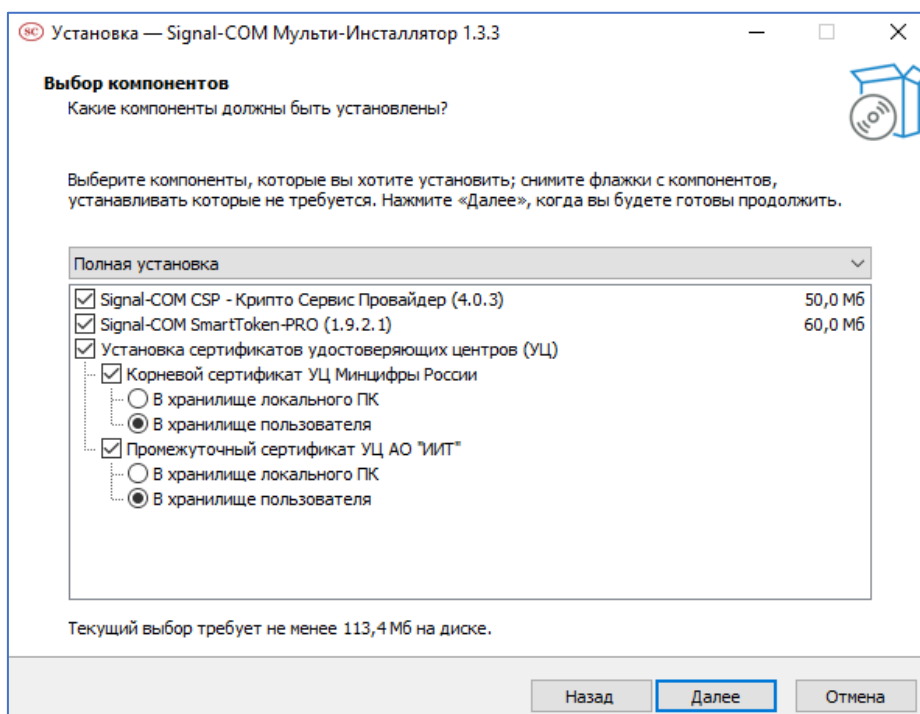 SC Установка — Signal-COM Мульти-Инсталлятор 1.3.3
Выбор компонентов
Какие компоненты должны быть установлены?
Выберите компоненты, которые вы хотите установить; снимите флажки с компонентов,
устанавливать которые не требуется. Нажмите «Далее», когда вы будете готовы продолжить.
Полная установка
Signal-COM CSP - Крипто Сервис Провайдер (4.0.3) 50,0 Мб
Signal-COM SmartToken-PRO (1.9.2.1) 60,0 Мб
Установка сертификатов удостоверяющих центров (УЦ)
Корневой сертификат УЦ Минцифры России
В хранилище локального ПК
В хранилище пользователя
Промежуточный сертификат УЦ АО "ИИТ"
В хранилище локального ПК
В хранилище пользователя
Текущий выбор требует не менее 113,4 Мб на диске.
Назад Далее Отмена